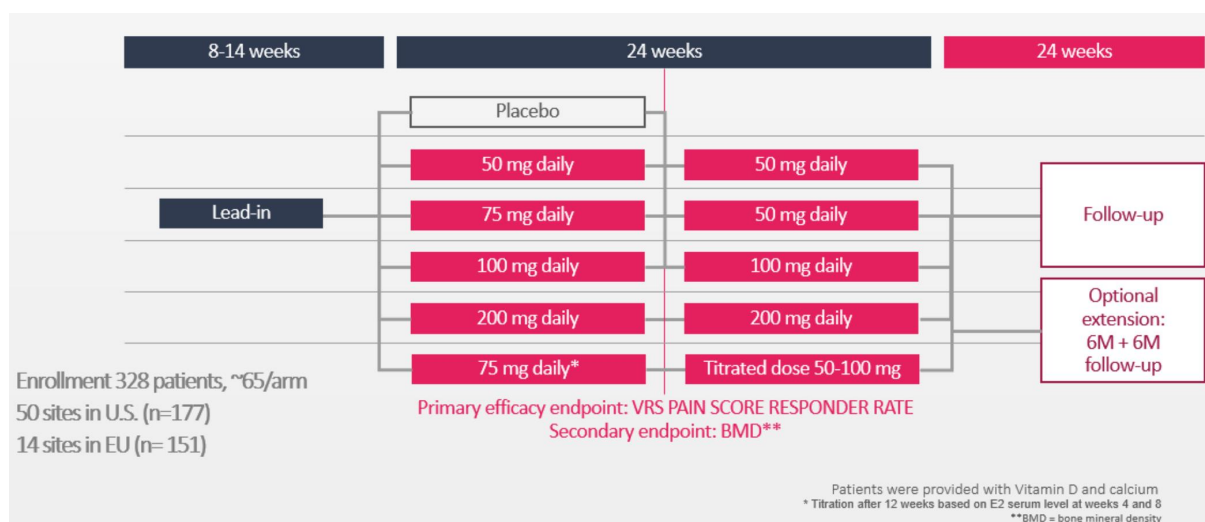 8-14 weeks
24 weeks
24 weeks
Placebo
50 mg daily
50 mg daily
Lead-in
75 mg daily
50 mg daily
Follow-up
100 mg daily
100 mg daily
200 mg daily
200 mg daily
Optional
extension:
6M + 6M
follow-up
75 mg daily*
Titrated dose 50-100 mg
Enrollment 328 patients, ~65/arm
50 sites in U.S. (n=177)
14 sites in EU (n= 151)
Primary efficacy endpoint: VRS PAIN SCORE RESPONDER RATE
Secondary endpoint: BMD**
Patients were provided with Vitamin D and calcium
* Titration after 12 weeks based on E2 serum level at weeks 4 and 8
**BMD = bone mineral density